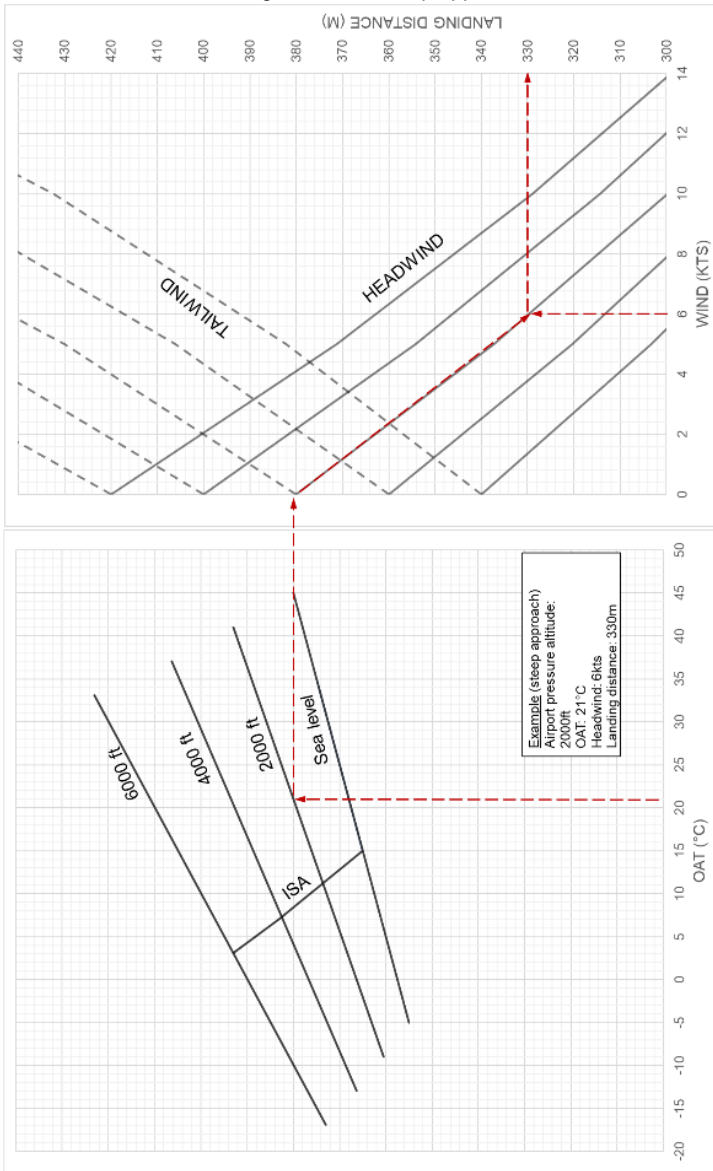 440
430
420
410
400
390
380
370
360
350
340
330
320
310
300
LANDING DISTANCE (M)
TAILWIND
HEADWIND
0
2
4
6
8
10
12
14
WIND (KTS)
6000 ft
4000 ft
2000 ft
Sea level
ISA
Example (steep approach)
Airport pressure altitude:
2000ft
OAT: 21°C
Headwind: 6kts
Landing distance: 330m
-20
-15
-10
-5
0
5
10
15
20
25
30
35
40
45
50
OAT (°C)